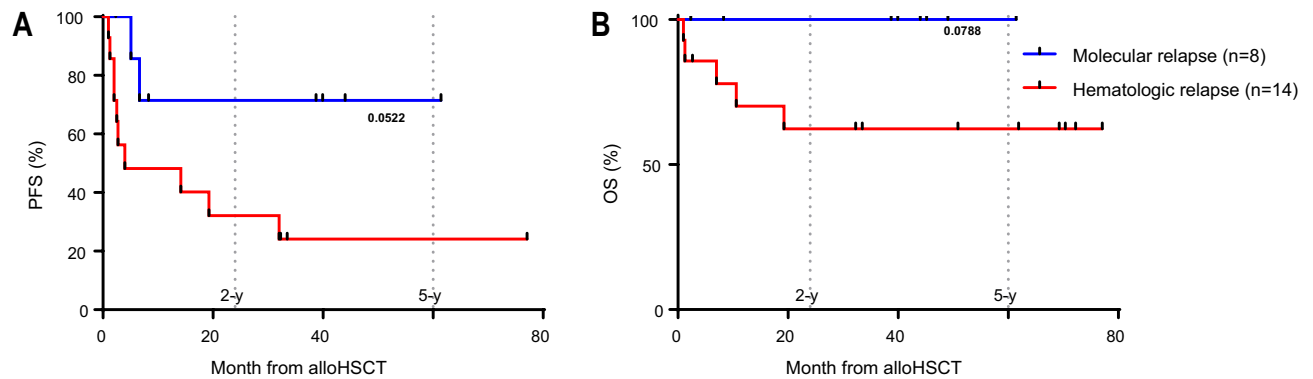 A
PFS (%)
100
80
60
40
20
0
0.0522
2-y
5-y
0
20
40
60
80
Month from alloHSCT
B
OS (%)
100
50
0
0.0788
2-y
5-y
0
20
40
60
80
Month from alloHSCT
Molecular relapse (n=8)
Hematologic relapse (n=14)